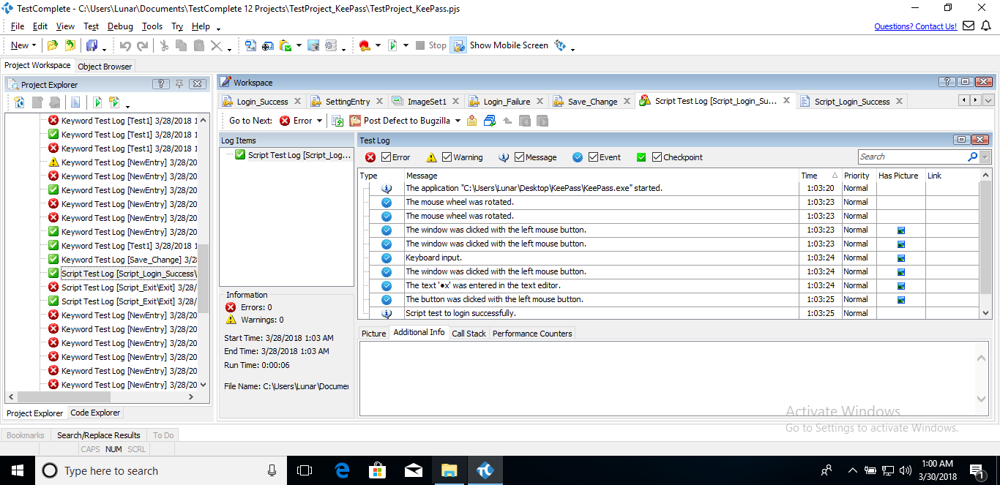 TestComplete - C:\Users\Lunar\Documents\TestComplete 12 Projects\TestProject_KeePass\TestProject_KeePass.pjs
File Edit View Test Debug Tools Try Help
Questions? Contact Us!
New Stop Show Mobile Screen
Project Workspace Object Browser
Project Explorer ?
Workspace ?
Login_Success SettingEntry ImageSet1 Login_Failure Save_Change Script Test Log [Script_Login_Su... Script_Login_Success
Go to Next: Error Post Defect to Bugzilla
Keyword Test Log [Test1] 3/28/2018 1
Keyword Test Log [Test1] 3/28/2018 1
Keyword Test Log [Test1] 3/28/2018 1
Keyword Test Log [NewEntry] 3/28/20
Keyword Test Log [NewEntry] 3/28/20
Keyword Test Log [NewEntry] 3/28/20
Keyword Test Log [NewEntry] 3/28/20
Keyword Test Log [NewEntry] 3/28/20
Keyword Test Log [NewEntry] 3/28/20
Keyword Test Log [Test1] 3/28/2018 1
Keyword Test Log [Save_Change] 3/2
Script Test Log [Script_Login_Success\
Script Test Log [Script_Exit\Exit] 3/28/
Script Test Log [Script_Exit\Exit] 3/28/
Keyword Test Log [NewEntry] 3/28/20
Keyword Test Log [NewEntry] 3/28/20
Keyword Test Log [NewEntry] 3/28/20
Keyword Test Log [NewEntry] 3/28/20
Keyword Test Log [NewEntry] 3/28/20
Keyword Test Log [NewEntry] 3/28/20
Project Explorer Code Explorer
Log Items
Script Test Log [Script_Log...
Information
Errors: 0
Warnings: 0
Start Time: 3/28/2018 1:03 AM
End Time: 3/28/2018 1:03 AM
Run Time: 0:00:06
File Name: C:\Users\Lunar\Documer
Test Log
Error Warning Message Event Checkpoint Search
Type Message Time Priority Has Picture Link
The application "C:\Users\Lunar\Desktop\KeePass\KeePass.exe" started. 1:03:20 Normal
The mouse wheel was rotated. 1:03:23 Normal
The mouse wheel was rotated. 1:03:23 Normal
The window was clicked with the left mouse button. 1:03:23 Normal
The window was clicked with the left mouse button. 1:03:23 Normal
Keyboard input. 1:03:24 Normal
The window was clicked with the left mouse button. 1:03:24 Normal
The text '●x' was entered in the text editor. 1:03:24 Normal
The button was clicked with the left mouse button. 1:03:25 Normal
Script test to login successfully. 1:03:25 Normal
Picture Additional Info Call Stack Performance Counters
Activate Windows
Go to Settings to activate Windows.
Bookmarks Search/Replace Results To Do
CAPS NUM SCRL
Type here to search
1:00 AM
3/30/2018
1